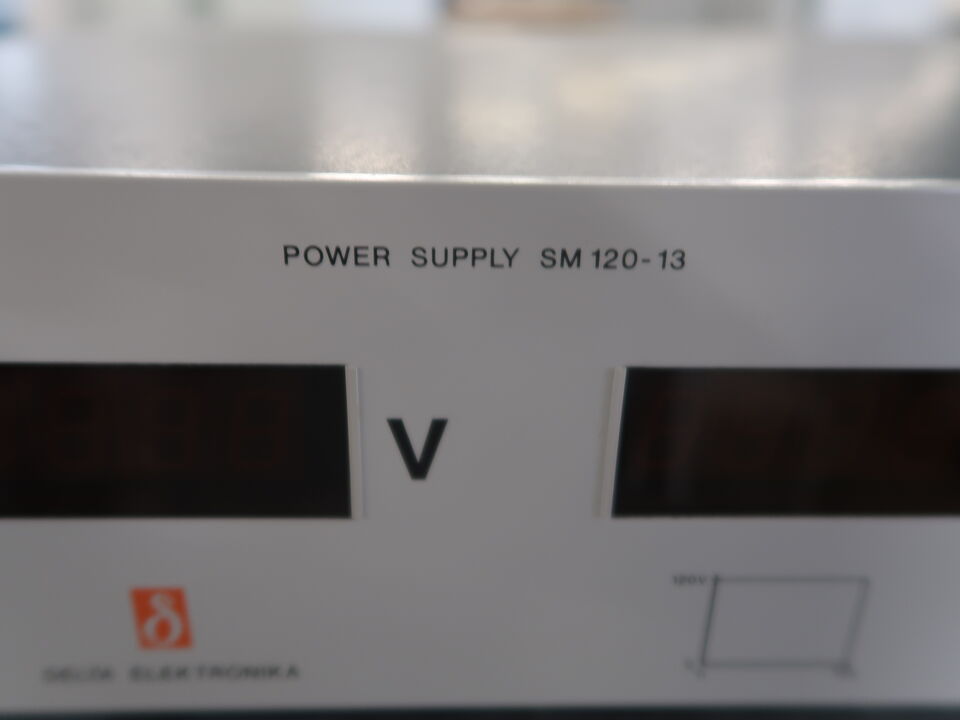 POWER SUPPLY SM 120-13
V
δ
DELTA ELEKTRONIKA
120V